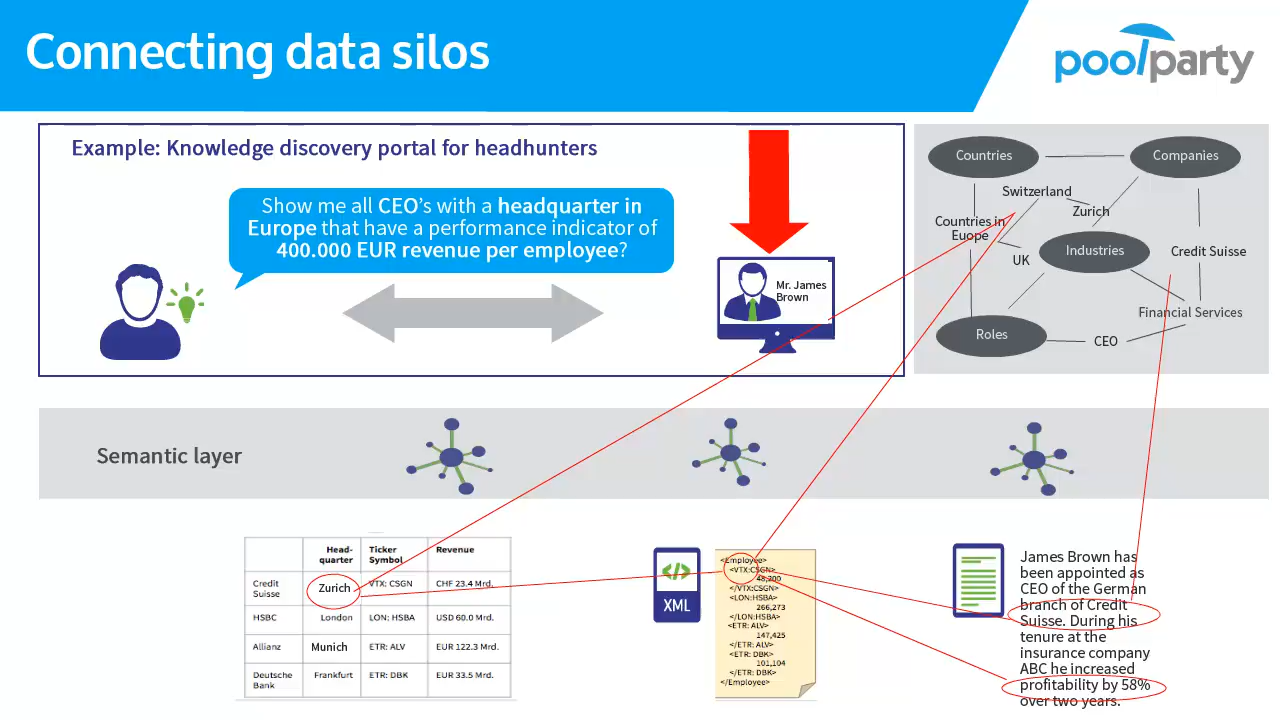 Connecting data silos
poolparty
Example: Knowledge discovery portal for headhunters
Show me all CEO's with a headquarter in
Europe that have a performance indicator of
400.000 EUR revenue per employee?
Mr. James
Brown
Countries
Companies
Switzerland
Zurich
Countries in
Euope
Industries
UK
Credit Suisse
Financial Services
Roles
CEO
Semantic layer
Head-
quarter
Ticker
Symbol
Revenue
Credit
Suisse
Zurich
VTX: CSGN
CHF 23.4 Mrd.
HSBC
London
LON: HSBA
USD 60.0 Mrd.
Allianz
Munich
ETR: ALV
EUR 122.3 Mrd.
Deutsche
Bank
Frankfurt
ETR: DBK
EUR 33.5 Mrd.
</>
XML
<Employee>
<VTX:CSGN>
48,200
</VTX:CSGN>
<LON:HSBA>
266,273
</LON:HSBA>
<ETR: ALV>
147,425
</ETR: ALV>
<ETR: DBK>
101,104
</ETR: DBK>
</Employee>
James Brown has
been appointed as
CEO of the German
branch of Credit
Suisse. During his
tenure at the
insurance company
ABC he increased
profitability by 58%
over two years.